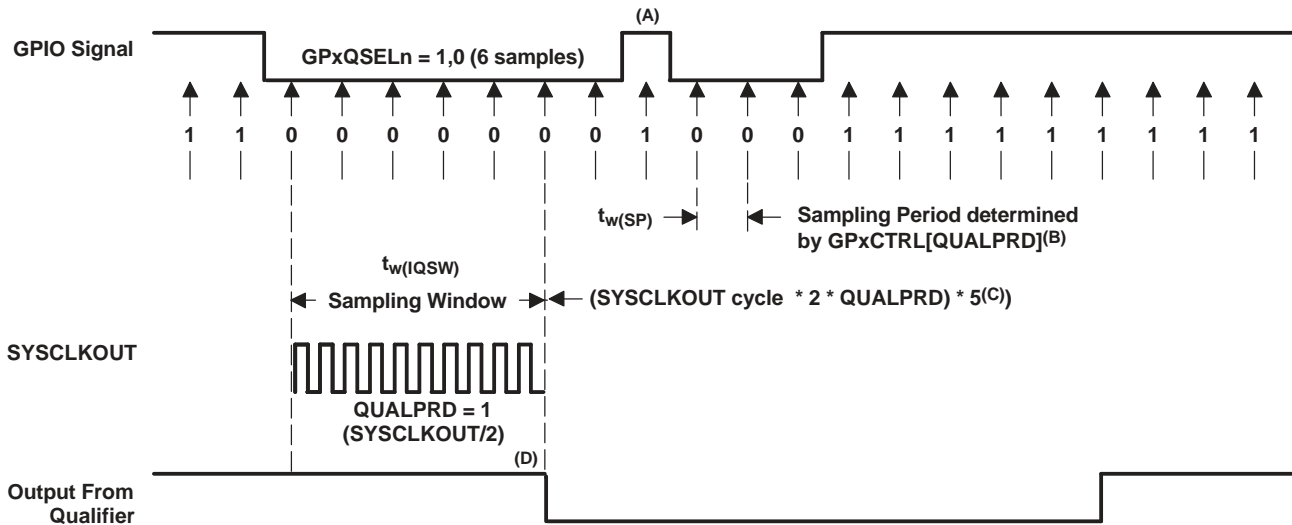 (A)
GPIO Signal
GPxQSELn = 1,0 (6 samples)
1 1 0 0 0 0 0 0 0 1 0 0 0 1 1 1 1 1 1 1 1 1
tw(SP)
Sampling Period determined
by GPxCTRL[QUALPRD](B)
tw(IQSW)
Sampling Window
(SYSCLKOUT cycle * 2 * QUALPRD) * 5(C))
SYSCLKOUT
QUALPRD = 1
(SYSCLKOUT/2)
(D)
Output From
Qualifier